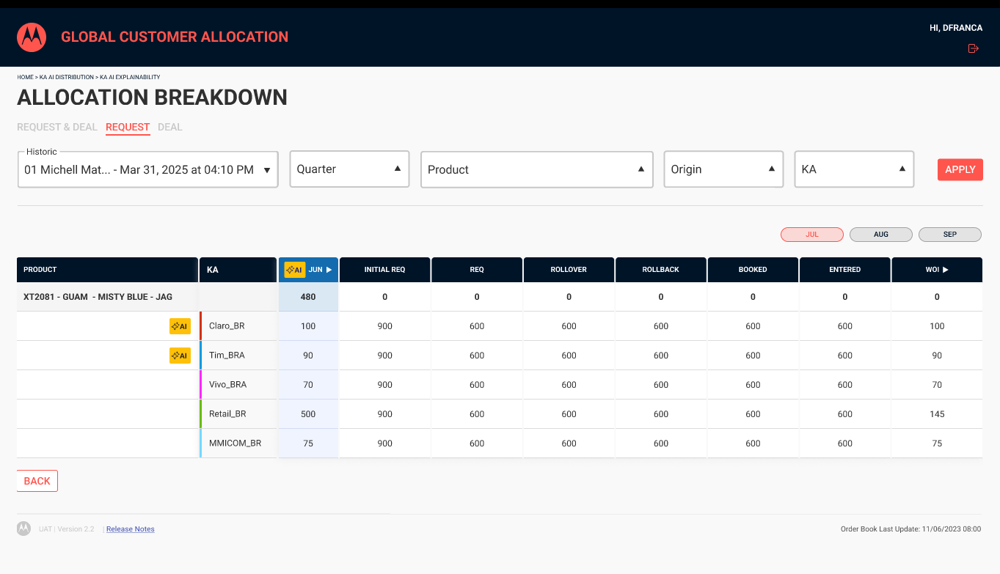 GLOBAL CUSTOMER ALLOCATION
HI, DFRANCA
HOME > KA AI DISTRIBUTION > KA AI EXPLAINABILITY
ALLOCATION BREAKDOWN
REQUEST & DEAL REQUEST DEAL
Historic
01 Michell Mat... - Mar 31, 2025 at 04:10 PM ▼ Quarter ▲ Product ▲ Origin ▲ KA ▲ APPLY
JUL AUG SEP
PRODUCT KA AI JUN ▶ INITIAL REQ REQ ROLLOVER ROLLBACK BOOKED ENTERED WOI ▶
XT2081 - GUAM - MISTY BLUE - JAG 480 0 0 0 0 0 0 0
AI Claro_BR 100 900 600 600 600 600 600 100
AI Tim_BRA 90 900 600 600 600 600 600 90
Vivo_BRA 70 900 600 600 600 600 600 70
Retail_BR 500 900 600 600 600 600 600 145
MMICOM_BR 75 900 600 600 600 600 600 75
BACK
UAT | Version 2.2 | Release Notes Order Book Last Update: 11/06/2023 08:00